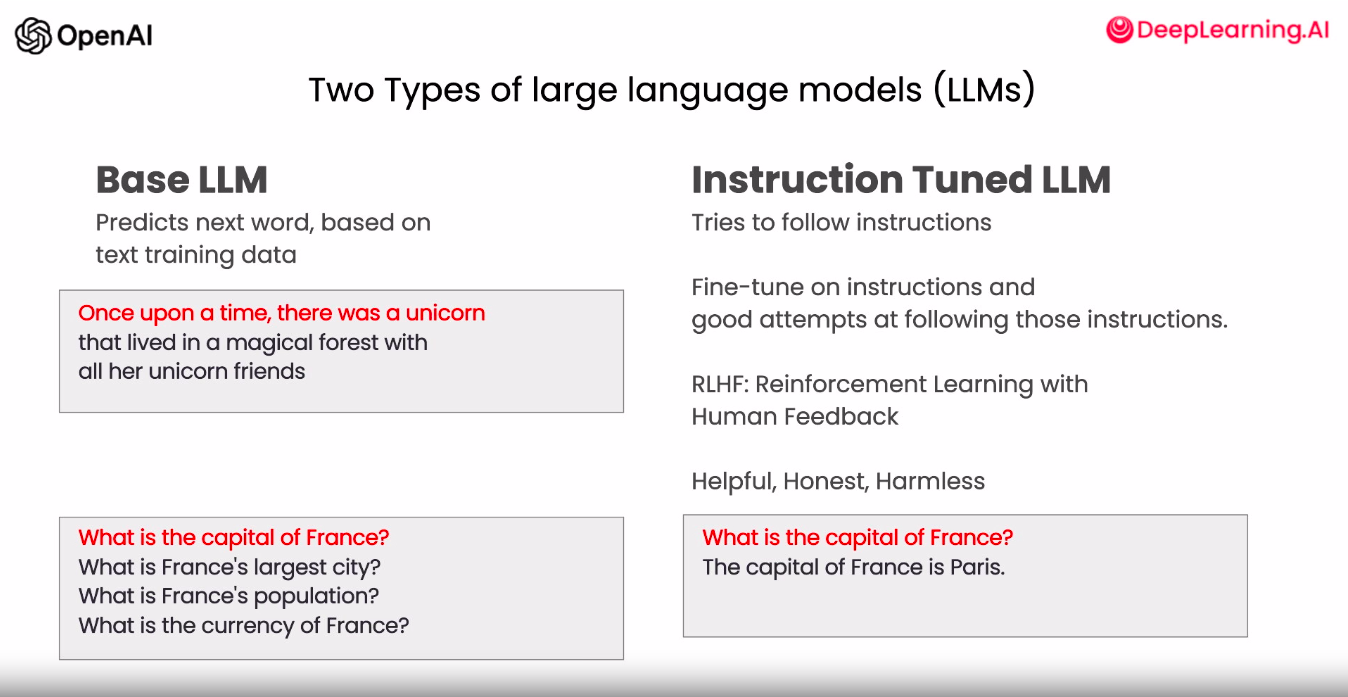 OpenAI
DeepLearning.AI
Two Types of large language models (LLMs)
Base LLM
Predicts next word, based on
text training data
Once upon a time, there was a unicorn
that lived in a magical forest with
all her unicorn friends
What is the capital of France?
What is France's largest city?
What is France's population?
What is the currency of France?
Instruction Tuned LLM
Tries to follow instructions
Fine-tune on instructions and
good attempts at following those instructions.
RLHF: Reinforcement Learning with
Human Feedback
Helpful, Honest, Harmless
What is the capital of France?
The capital of France is Paris.